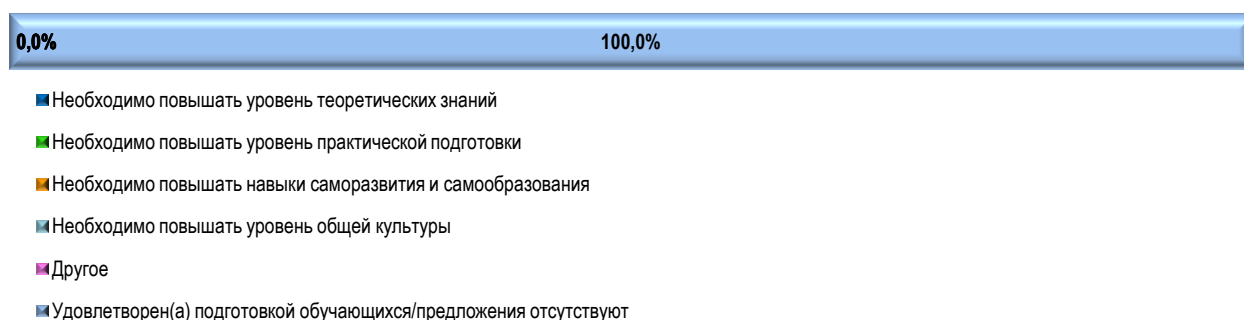 0,0% 100,0%
Необходимо повышать уровень теоретических знаний
Необходимо повышать уровень практической подготовки
Необходимо повышать навыки саморазвития и самообразования
Необходимо повышать уровень общей культуры
Другое
Удовлетворен(а) подготовкой обучающихся/предложения отсутствуют